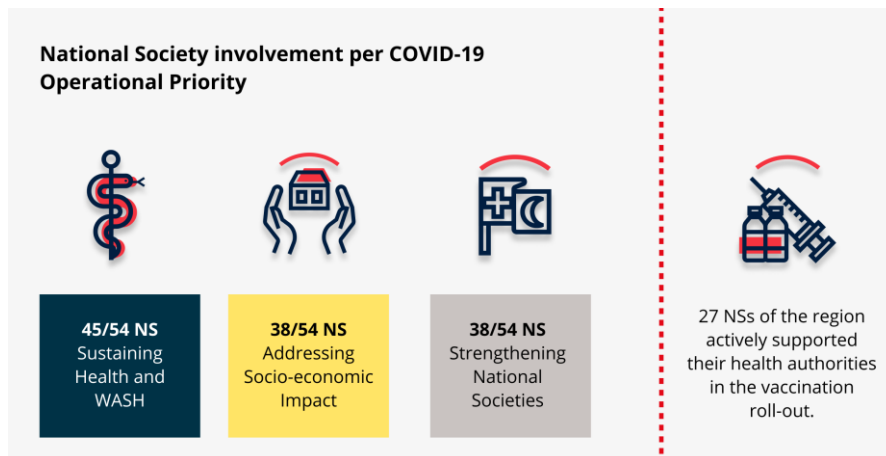 National Society involvement per COVID-19
Operational Priority
45/54 NS
Sustaining
Health and
WASH
38/54 NS
Addressing
Socio-economic
Impact
38/54 NS
Strengthening
National
Societies
27 NSs of the region
actively supported
their health authorities
in the vaccination
roll-out.